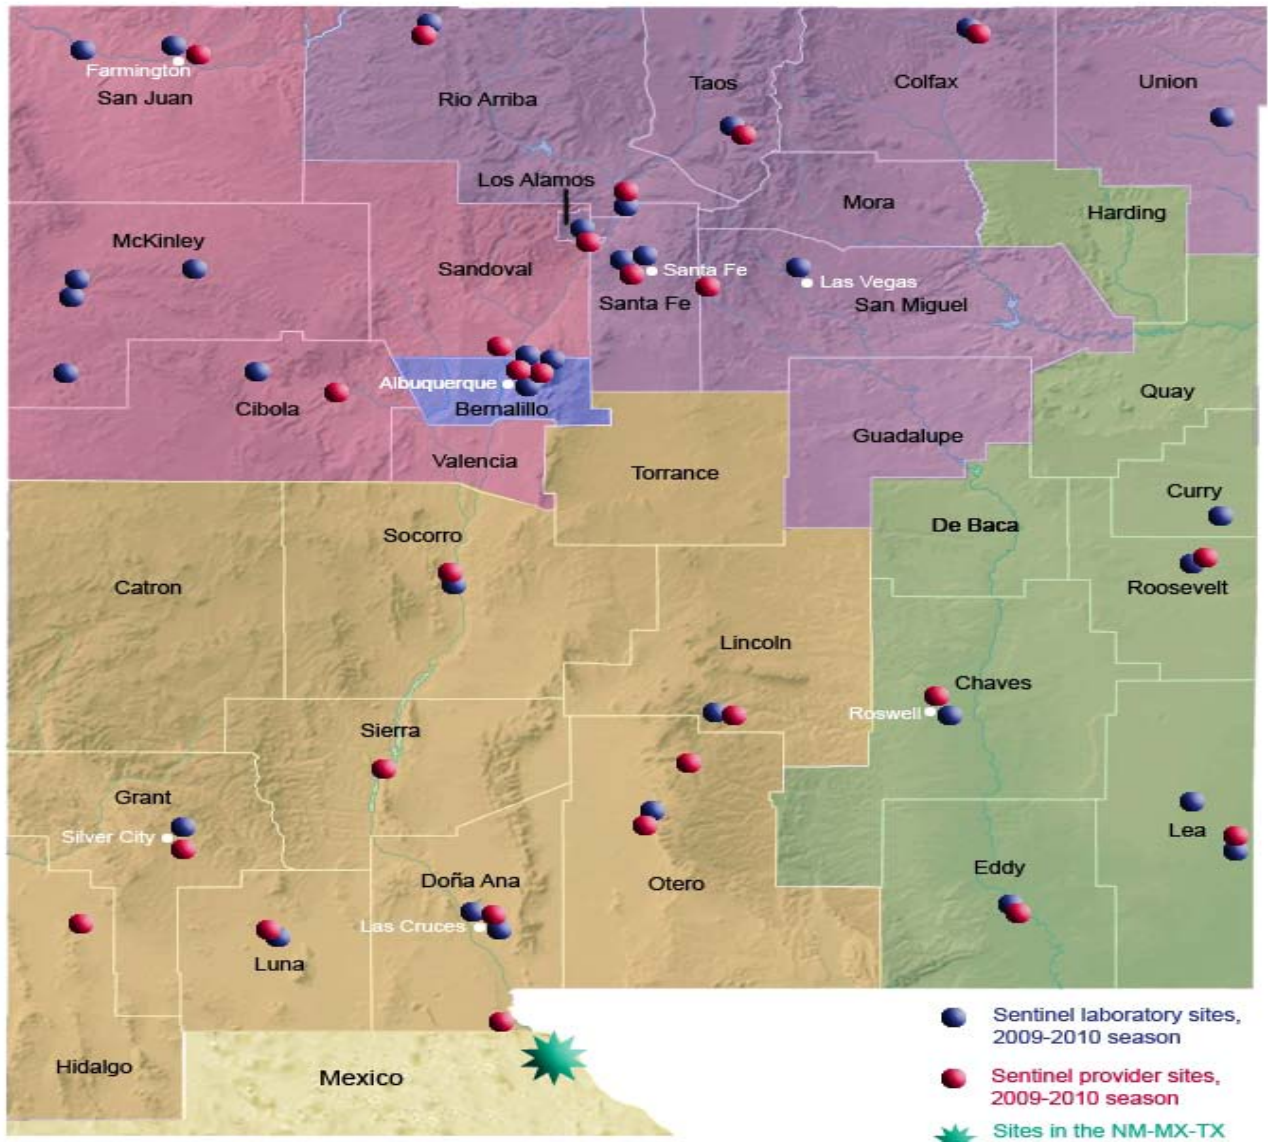 Farmington
San Juan
Rio Arriba
Taos
Colfax
Union
Los Alamos
Mora
Harding
McKinley
Sandoval
Santa Fe
Santa Fe
Las Vegas
San Miguel
Albuquerque
Cibola
Bernalillo
Quay
Guadalupe
Valencia
Torrance
Curry
De Baca
Socorro
Catron
Roosevelt
Lincoln
Chaves
Roswell
Sierra
Grant
Silver City
Lea
Doña Ana
Otero
Eddy
Las Cruces
Luna
Hidalgo
Mexico
Sentinel laboratory sites,
2009-2010 season
Sentinel provider sites,
2009-2010 season
Sites in the NM-MX-TX